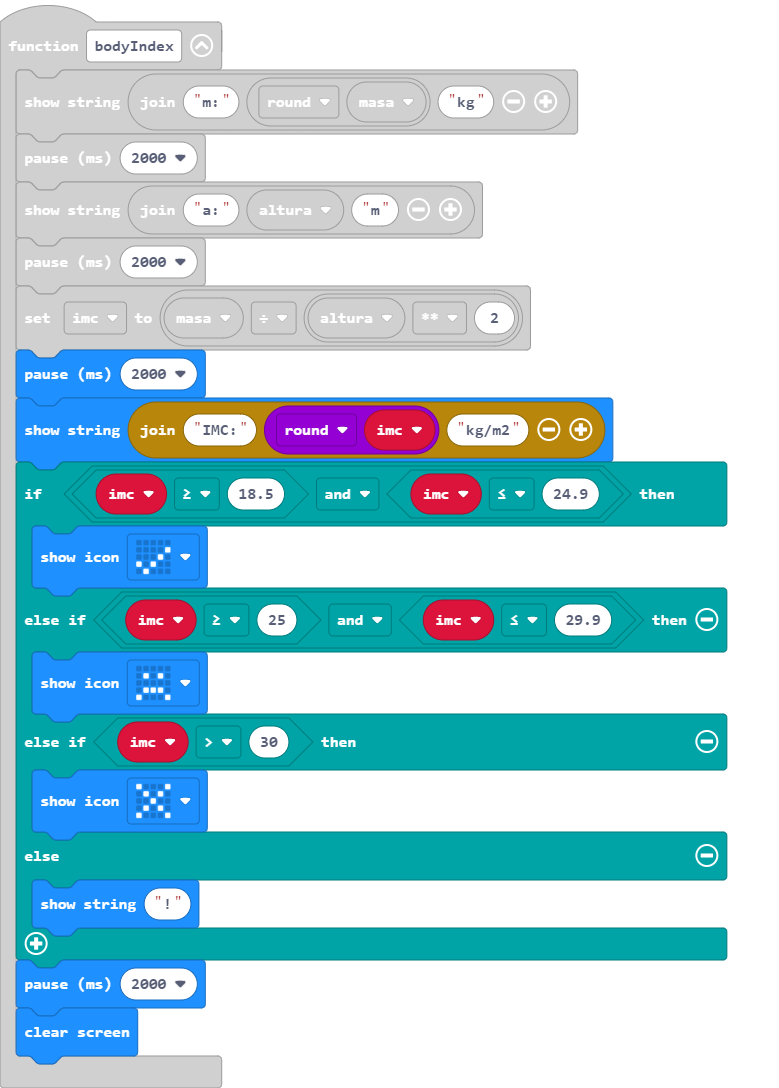 function bodyIndex
show string join "m:" round masa "kg"
pause (ms) 2000
show string join "a:" altura "m"
pause (ms) 2000
set imc to masa ÷ altura ** 2
pause (ms) 2000
show string join "IMC:" round imc "kg/m2"
if imc ≥ 18.5 and imc ≤ 24.9 then
show icon
else if imc ≥ 25 and imc ≤ 29.9 then
show icon
else if imc > 30 then
show icon
else
show string "!"
pause (ms) 2000
clear screen